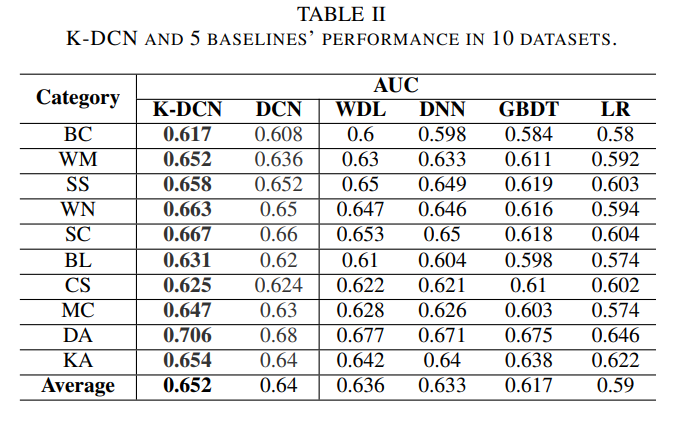 TABLE II
K-DCN AND 5 BASELINES' PERFORMANCE IN 10 DATASETS.
Category AUC
K-DCN DCN WDL DNN GBDT LR
BC 0.617 0.608 0.6 0.598 0.584 0.58
WM 0.652 0.636 0.63 0.633 0.611 0.592
SS 0.658 0.652 0.65 0.649 0.619 0.603
WN 0.663 0.65 0.647 0.646 0.616 0.594
SC 0.667 0.66 0.653 0.65 0.618 0.604
BL 0.631 0.62 0.61 0.604 0.598 0.574
CS 0.625 0.624 0.622 0.621 0.61 0.602
MC 0.647 0.63 0.628 0.626 0.603 0.574
DA 0.706 0.68 0.677 0.671 0.675 0.646
KA 0.654 0.64 0.642 0.64 0.638 0.622
Average 0.652 0.64 0.636 0.633 0.617 0.59